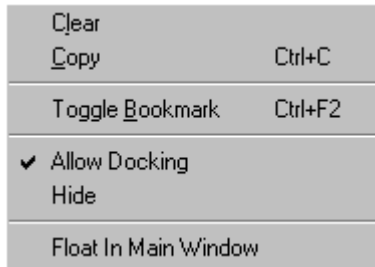 Clear
Copy Ctrl+C
Toggle Bookmark Ctrl+F2
Allow Docking
Hide
Float In Main Window